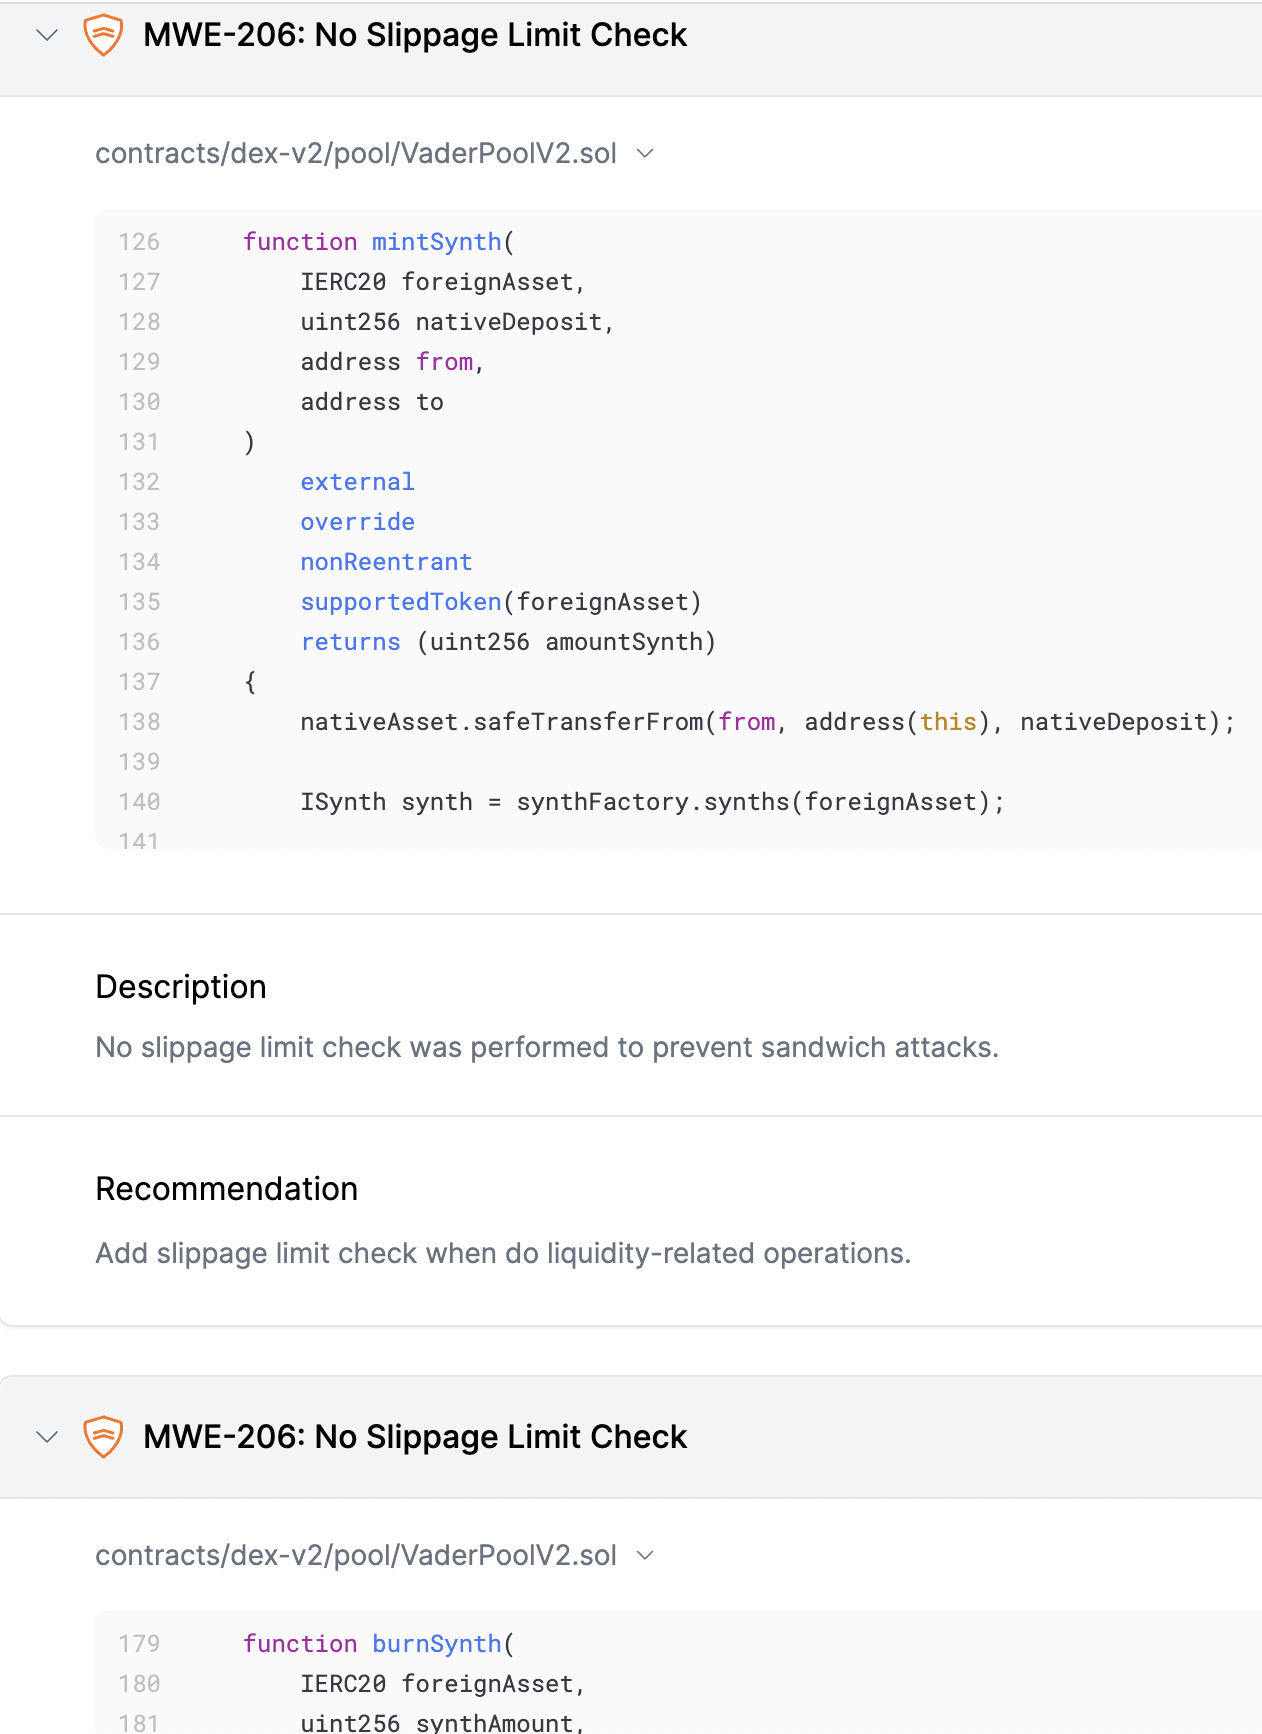 MWE-206: No Slippage Limit Check
contracts/dex-v2/pool/VaderPoolV2.sol
126 function mintSynth(
127 IERC20 foreignAsset,
128 uint256 nativeDeposit,
129 address from,
130 address to
131 )
132 external
133 override
134 nonReentrant
135 supportedToken(foreignAsset)
136 returns (uint256 amountSynth)
137 {
138 nativeAsset.safeTransferFrom(from, address(this), nativeDeposit);
139
140 ISynth synth = synthFactory.synths(foreignAsset);
141
Description
No slippage limit check was performed to prevent sandwich attacks.
Recommendation
Add slippage limit check when do liquidity-related operations.
MWE-206: No Slippage Limit Check
contracts/dex-v2/pool/VaderPoolV2.sol
179 function burnSynth(
180 IERC20 foreignAsset,
181 uint256 synthAmount,